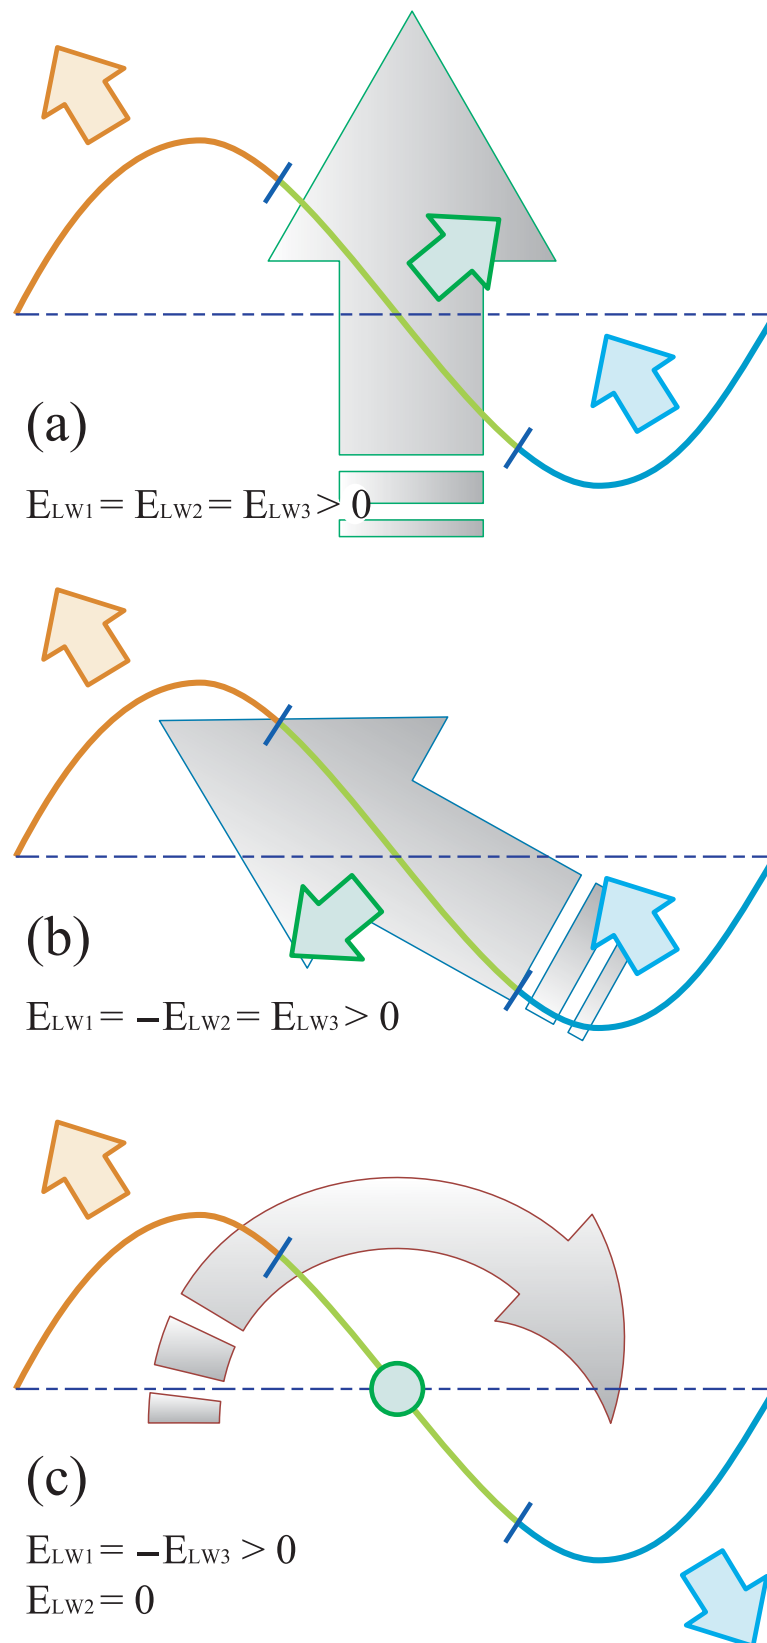 (a)
ELW1 = ELW2 = ELW3 > 0
(b)
ELW1 = –ELW2 = ELW3 > 0
(c)
ELW1 = –ELW3 > 0
ELW2 = 0